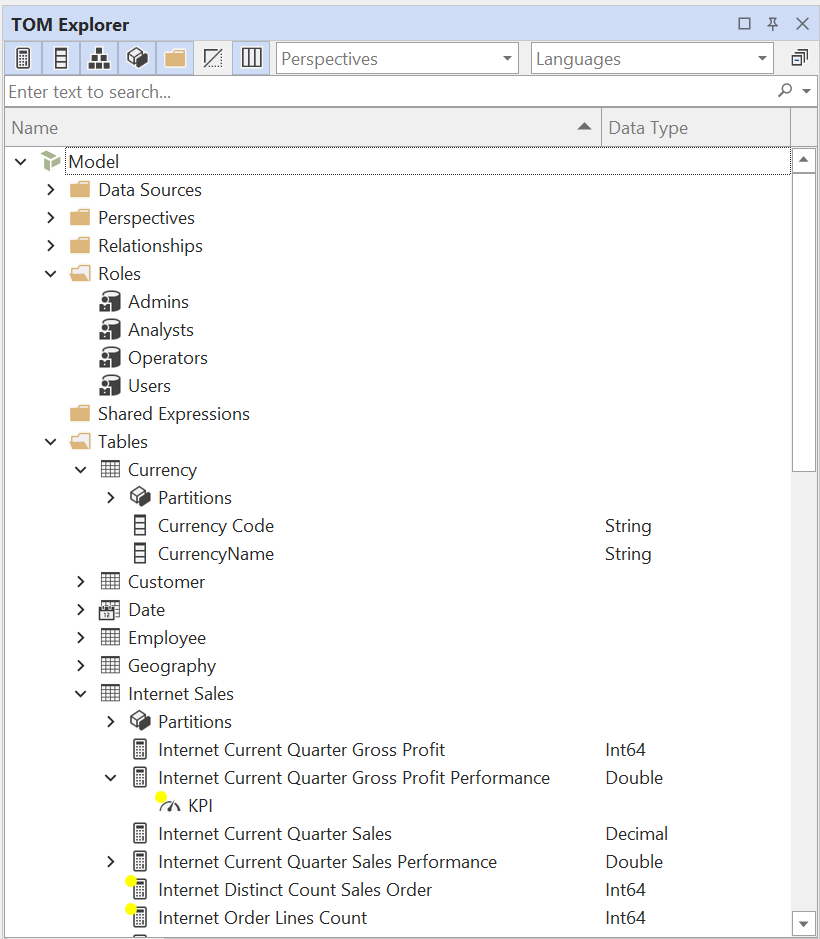 TOM Explorer
Perspectives Languages
Enter text to search...
Name Data Type
Model
Data Sources
Perspectives
Relationships
Roles
Admins
Analysts
Operators
Users
Shared Expressions
Tables
Currency
Partitions
Currency Code String
CurrencyName String
Customer
Date
Employee
Geography
Internet Sales
Partitions
Internet Current Quarter Gross Profit Int64
Internet Current Quarter Gross Profit Performance Double
KPI
Internet Current Quarter Sales Decimal
Internet Current Quarter Sales Performance Double
Internet Distinct Count Sales Order Int64
Internet Order Lines Count Int64